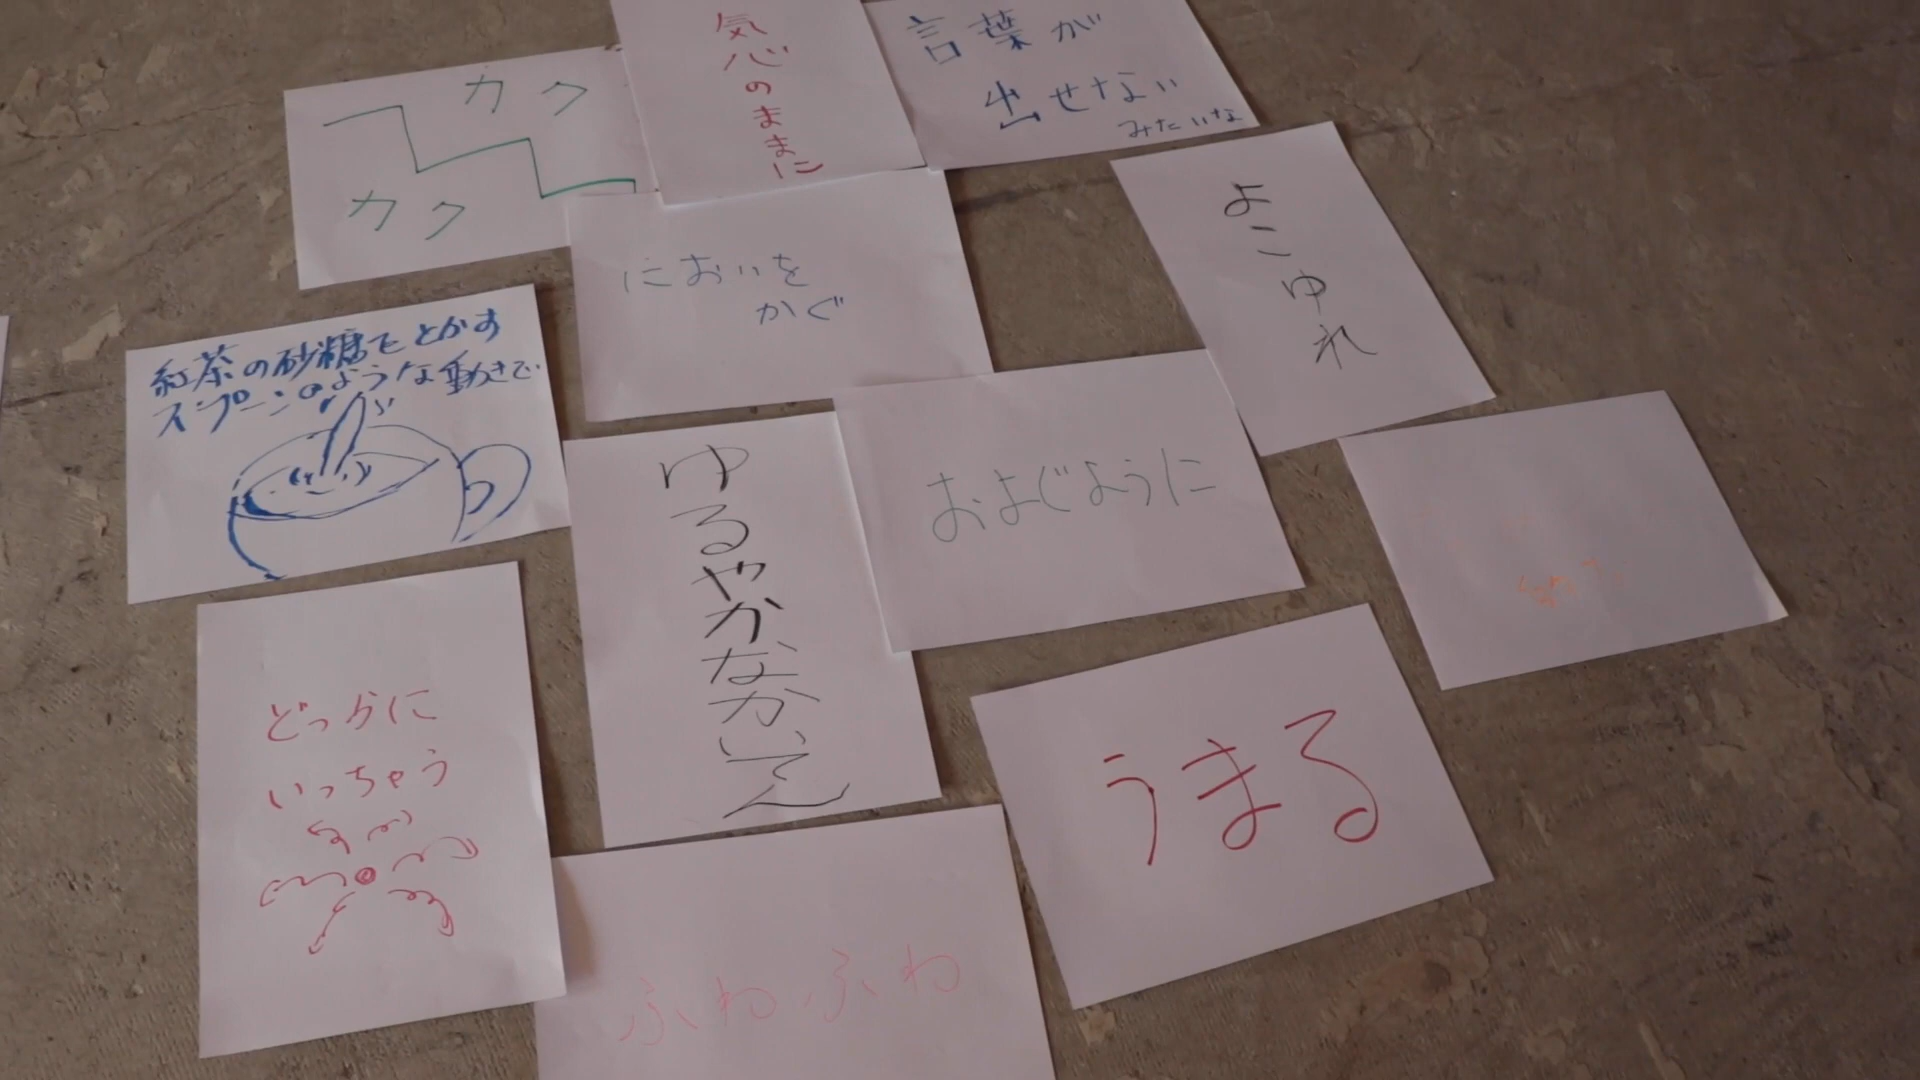 カク
カク
気心のままに
言葉が
出せない
みたいな
においを
かぐ
よこゆれ
紅茶の砂糖をとかす
スプーンのような動きで
ゆるやかなかいてん
およぐように
どっかに
いっちゃう
うまる
ふわふわ